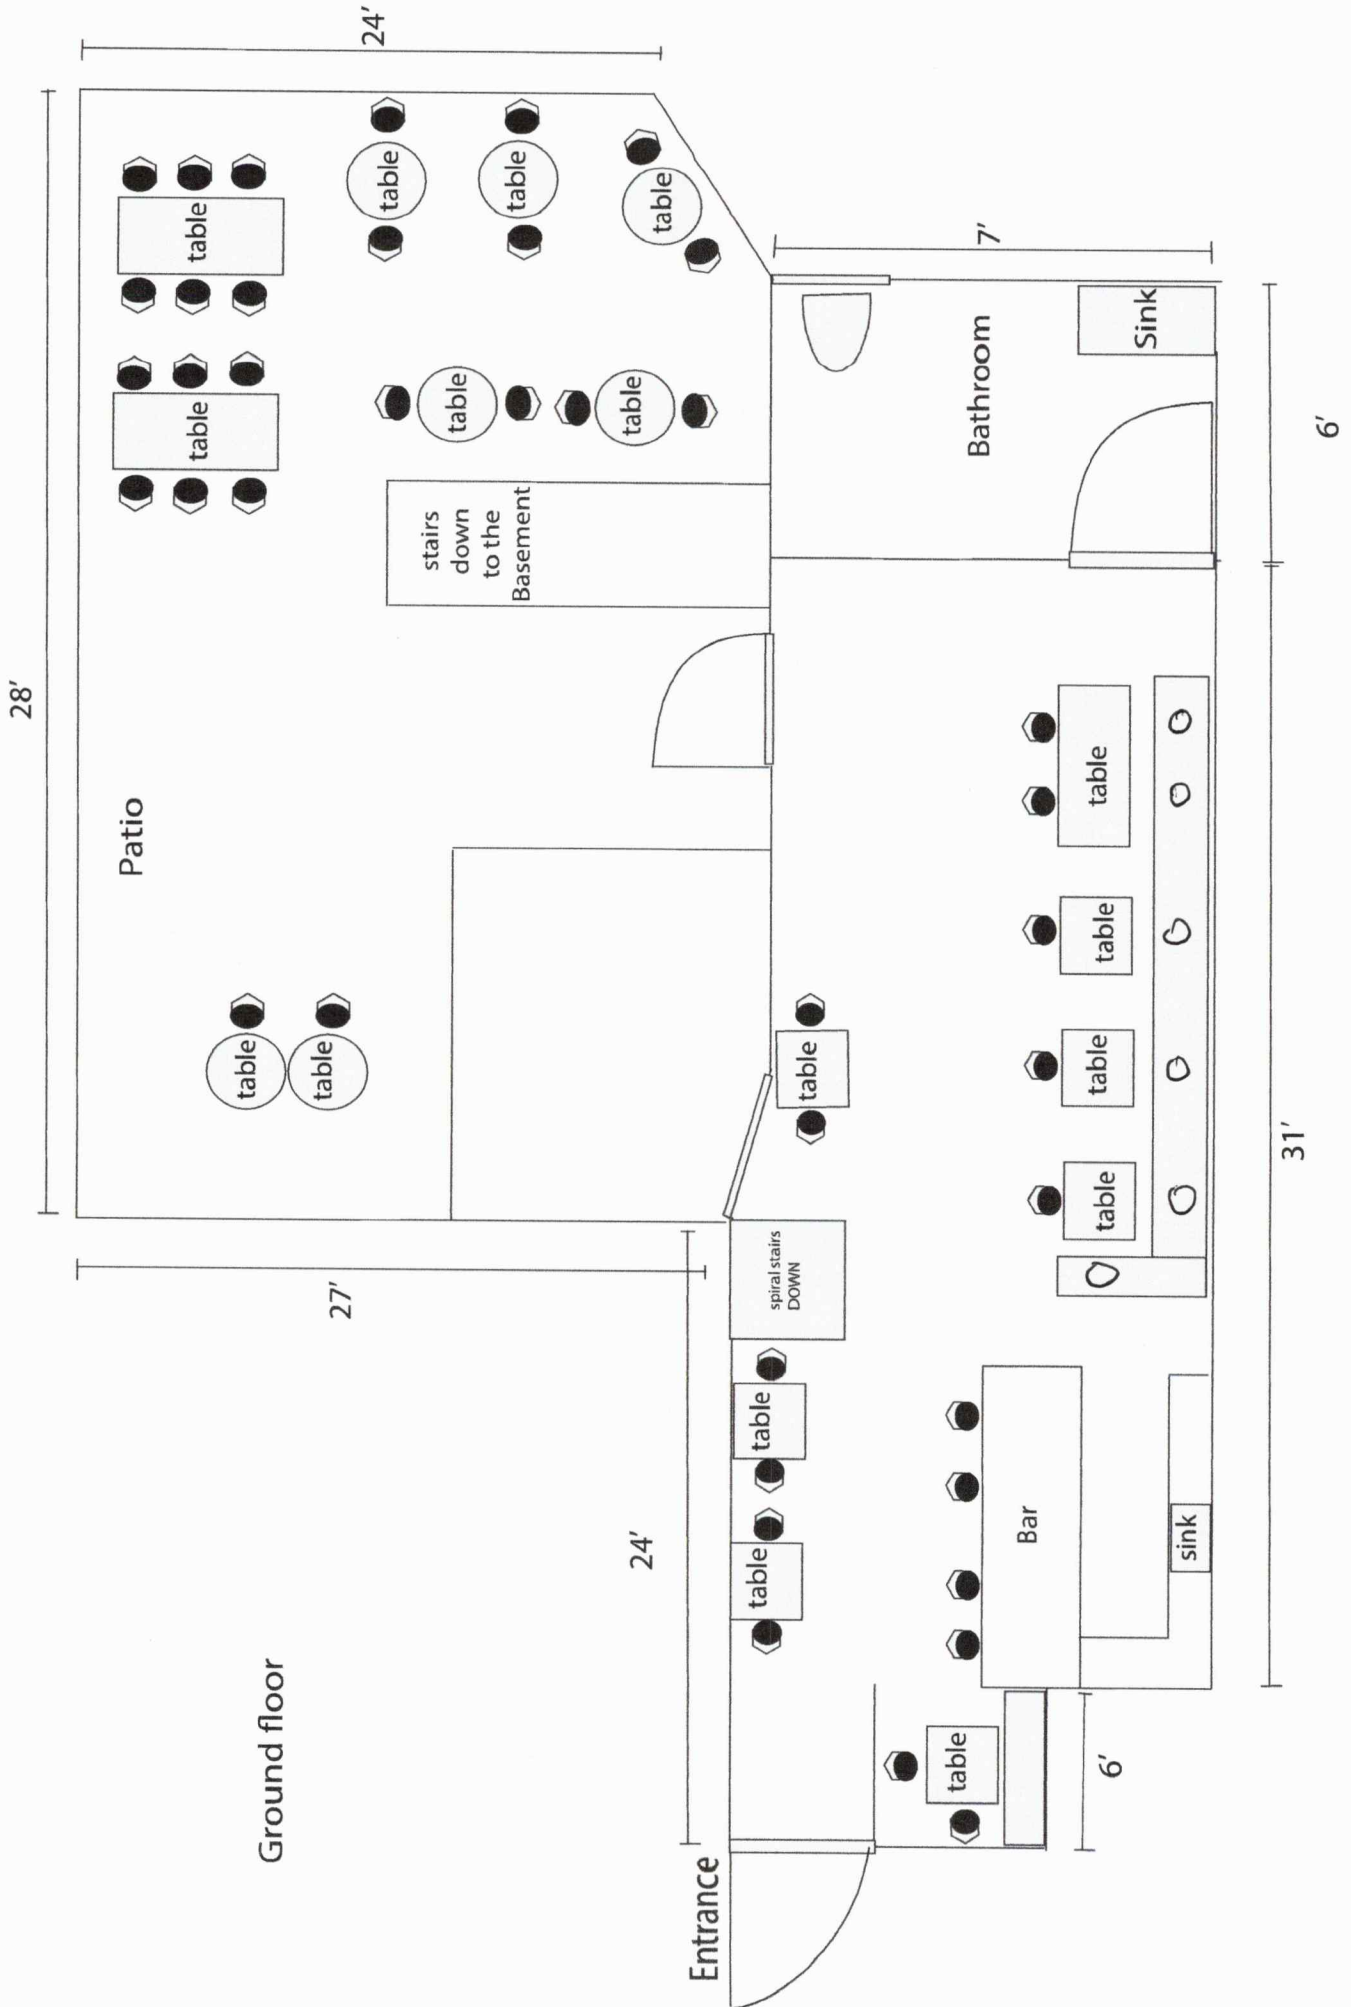 Ground floor
Entrance
24'
27'
28'
24'
Patio
table
table
table
table
table
table
table
table
table
stairs
down
to the
Basement
7'
Bathroom
Sink
6'
31'
6'
spiral stairs
DOWN
table
table
table
table
table
table
table
table
Bar
sink